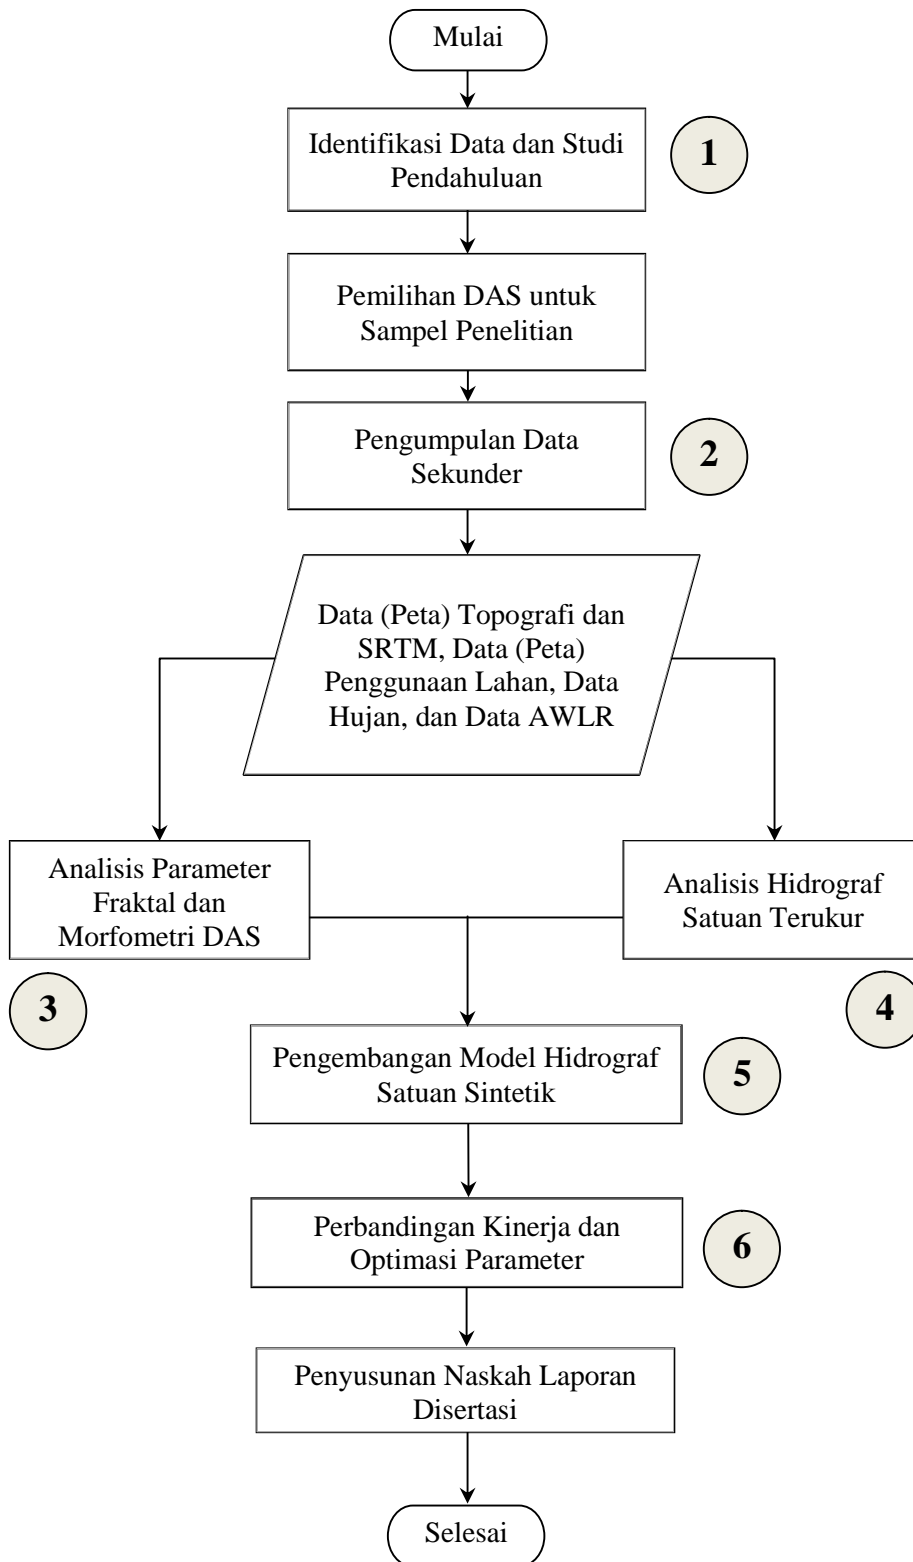 Mulai
Identifikasi Data dan Studi
Pendahuluan
1
Pemilihan DAS untuk
Sampel Penelitian
Pengumpulan Data
Sekunder
2
Data (Peta) Topografi dan
SRTM, Data (Peta)
Penggunaan Lahan, Data
Hujan, dan Data AWLR
Analisis Parameter
Fraktal dan
Morfometri DAS
3
Analisis Hidrograf
Satuan Terukur
4
Pengembangan Model Hidrograf
Satuan Sintetik
5
Perbandingan Kinerja dan
Optimasi Parameter
6
Penyusunan Naskah Laporan
Disertasi
Selesai